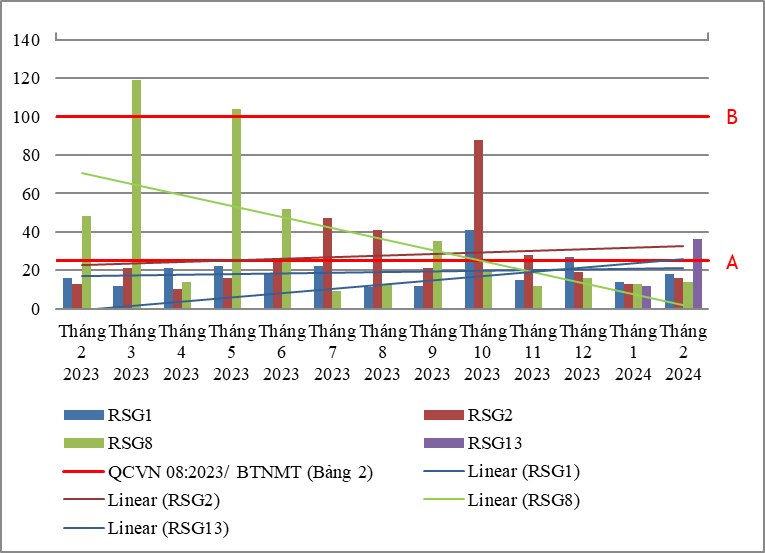 140
120
100
B
80
60
40
A
20
0
Tháng Tháng Tháng Tháng Tháng Tháng Tháng Tháng Tháng Tháng Tháng Tháng Tháng
2 3 4 5 6 7 8 9 10 11 12 1 2
2023 2023 2023 2023 2023 2023 2023 2023 2023 2023 2023 2024 2024
RSG1 RSG2
RSG8 RSG13
QCVN 08:2023/ BTNMT (Bảng 2) Linear (RSG1)
Linear (RSG2) Linear (RSG8)
Linear (RSG13)